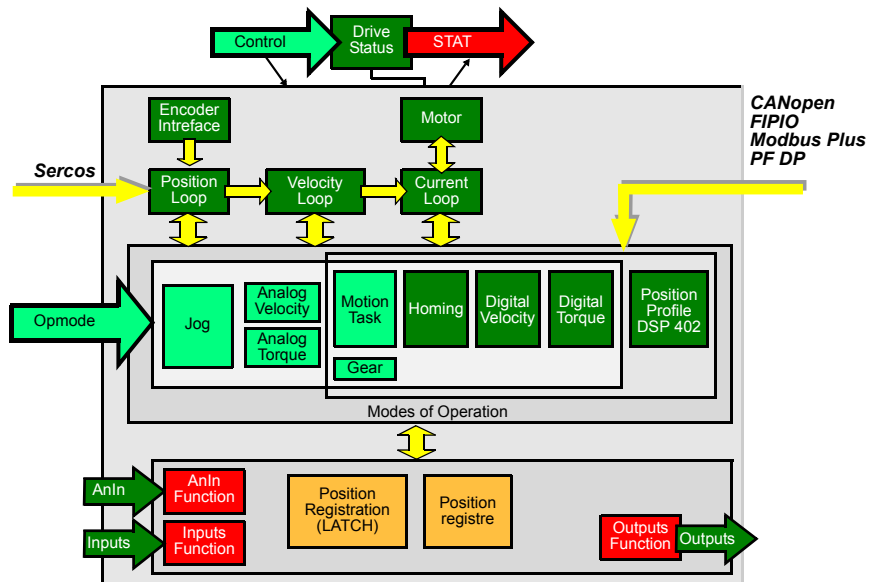 Control
Drive
Status
STAT
CANopen
FIPIO
Modbus Plus
PF DP
Encoder
Intreface
Motor
Sercos
Position
Loop
Velocity
Loop
Current
Loop
Opmode
Jog
Analog
Velocity
Analog
Torque
Motion
Task
Gear
Homing
Digital
Velocity
Digital
Torque
Position
Profile
DSP 402
Modes of Operation
AnIn
AnIn
Function
Inputs
Inputs
Function
Position
Registration
(LATCH)
Position
registre
Outputs
Function
Outputs